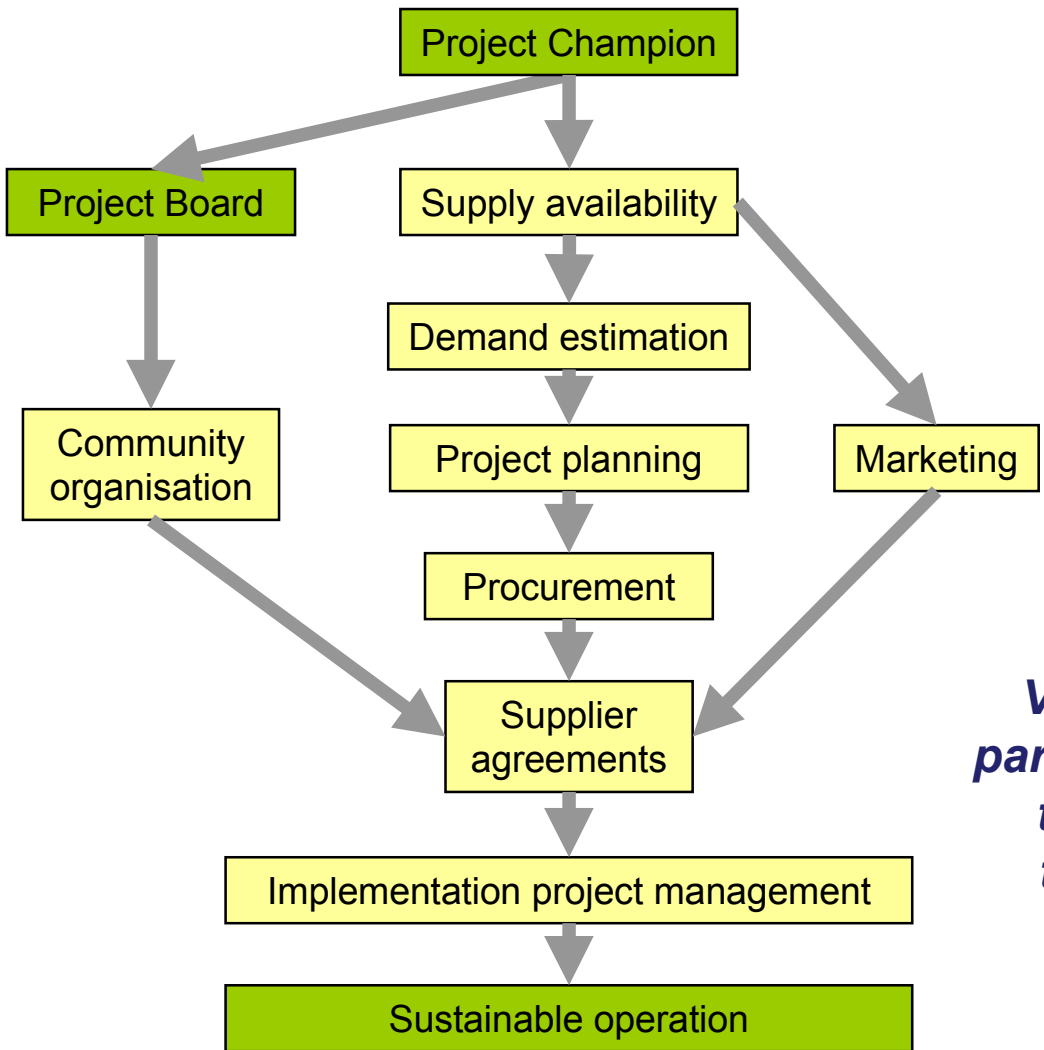 Project Champion
Project Board
Supply availability
Demand estimation
Community
organisation
Project planning
Marketing
Procurement
Supplier
agreements
Implementation project management
Sustainable operation